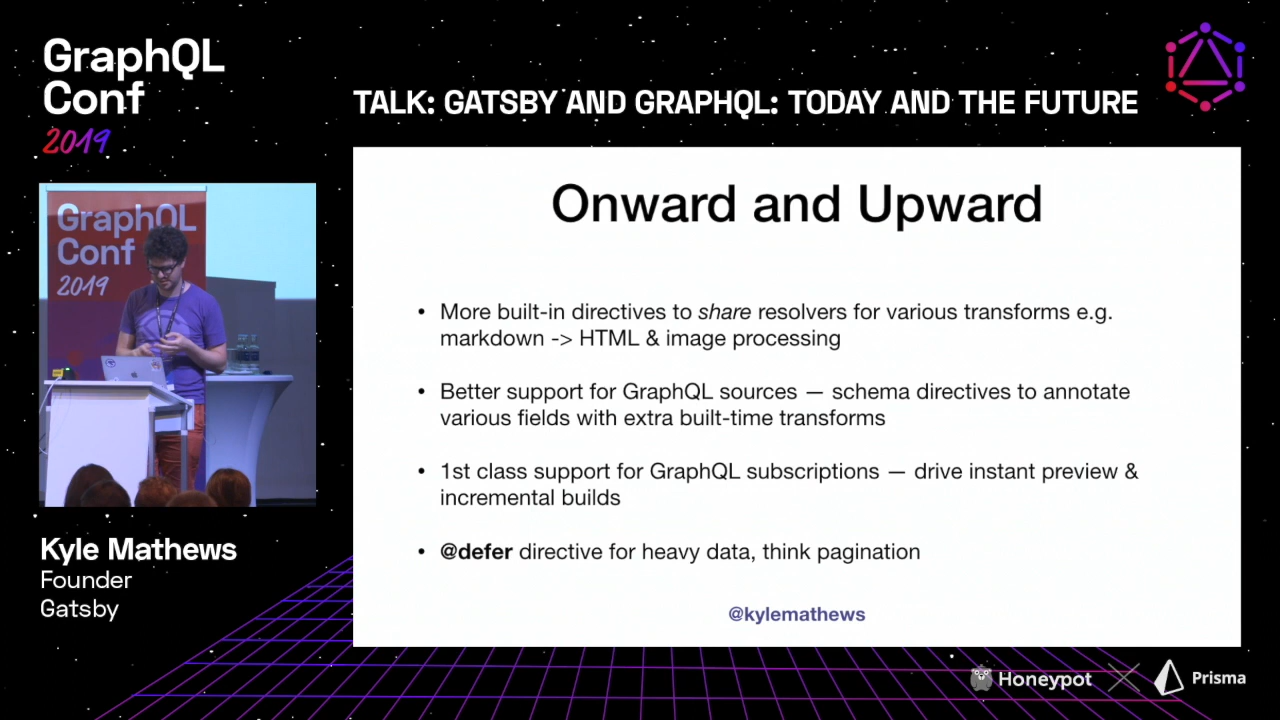 GraphQL
Conf
2019
TALK: GATSBY AND GRAPHQL: TODAY AND THE FUTURE
GraphQL
Conf
2019
Kyle Mathews
Founder
Gatsby
Onward and Upward
• More built-in directives to share resolvers for various transforms e.g.
markdown -> HTML & image processing
• Better support for GraphQL sources — schema directives to annotate
various fields with extra built-time transforms
• 1st class support for GraphQL subscriptions — drive instant preview &
incremental builds
• @defer directive for heavy data, think pagination
@kylemathews
Honeypot
Prisma